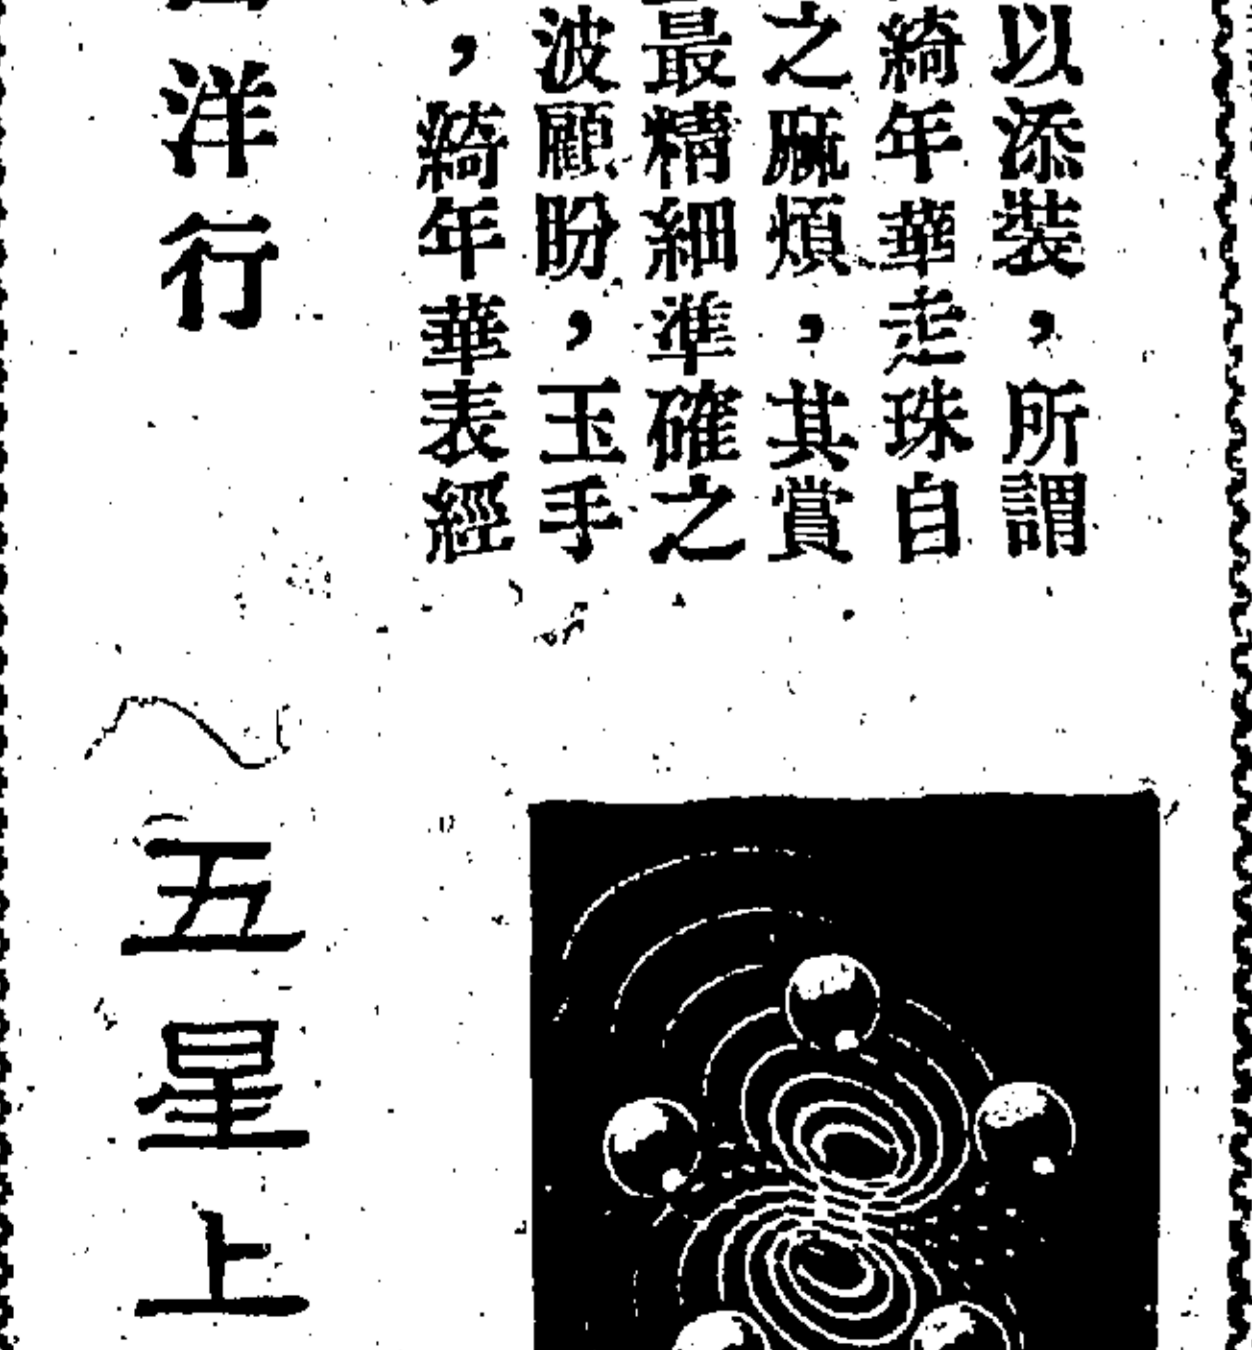 以添裝，所謂
綺年華走珠自
之麻煩，其賞
最精細準確之
波顧盼，玉手
，綺年華表經
洋行
五星上